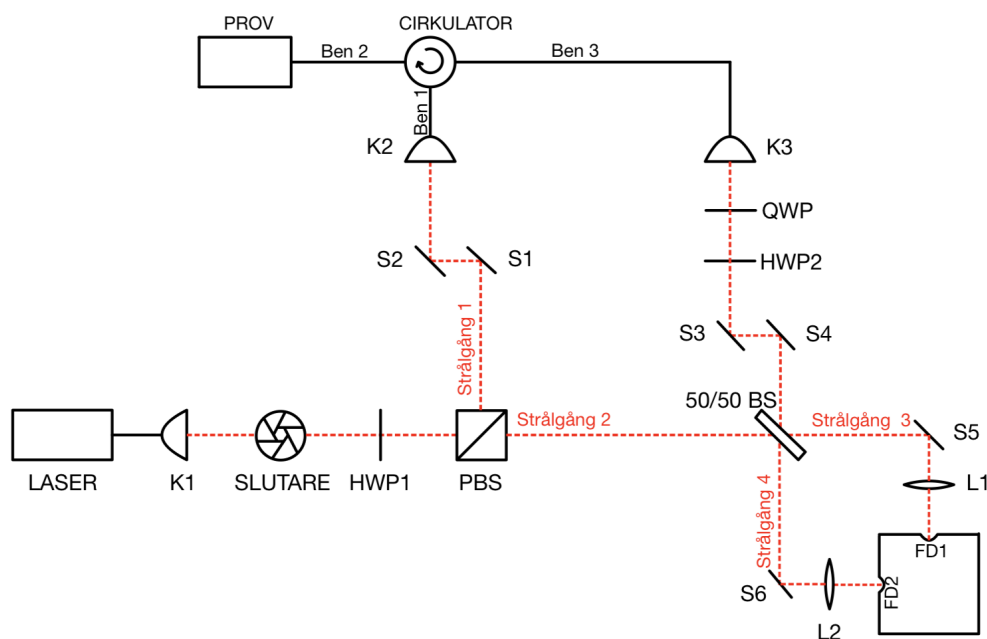 PROV
CIRKULATOR
Ben 2
Ben 3
Ben 1
K2
K3
QWP
HWP2
S2
S1
S3
S4
Strålgång 1
50/50 BS
Strålgång 2
Strålgång 3
S5
LASER
K1
SLUTARE
HWP1
PBS
Strålgång 4
L1
FD1
S6
FD2
L2